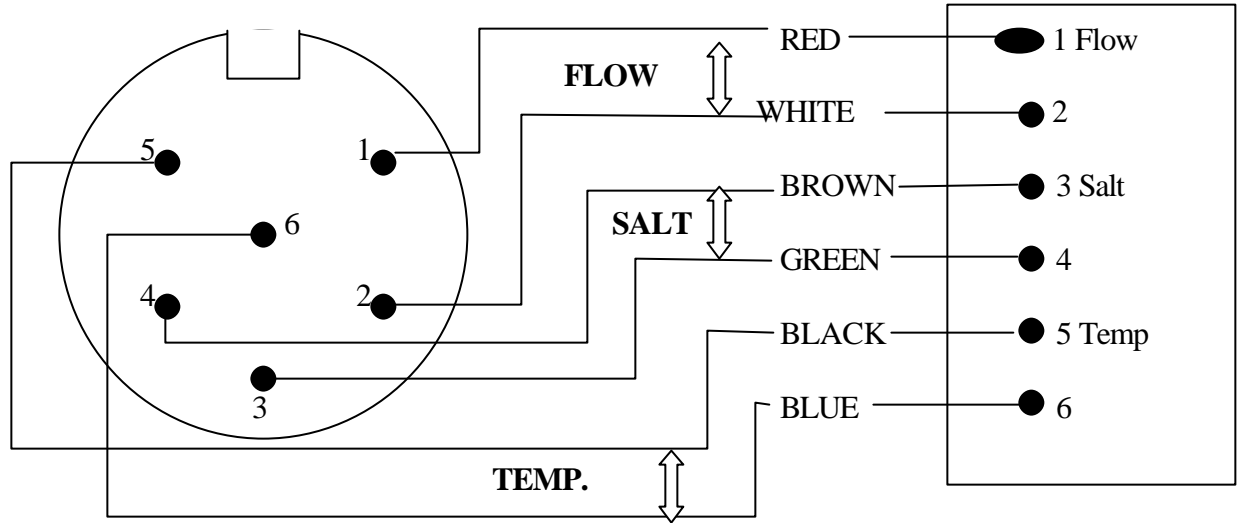 RED
1 Flow
FLOW
WHITE
2
5
1
BROWN
3 Salt
SALT
6
GREEN
4
4
2
BLACK
5 Temp
3
BLUE
6
TEMP.